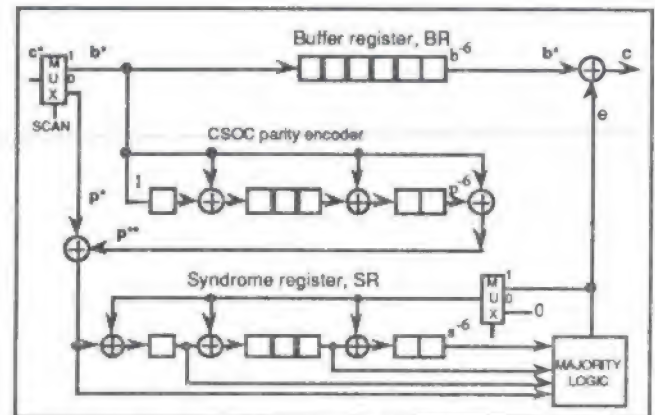 Buffer register, BR
c*
M U X
1
0
b*
b⁻⁶
b*
c
SCAN
e
CSOC parity encoder
p*
1
p⁻⁶
p**
Syndrome register, SR
M U X
1
0
0
s⁻⁶
MAJORITY
LOGIC